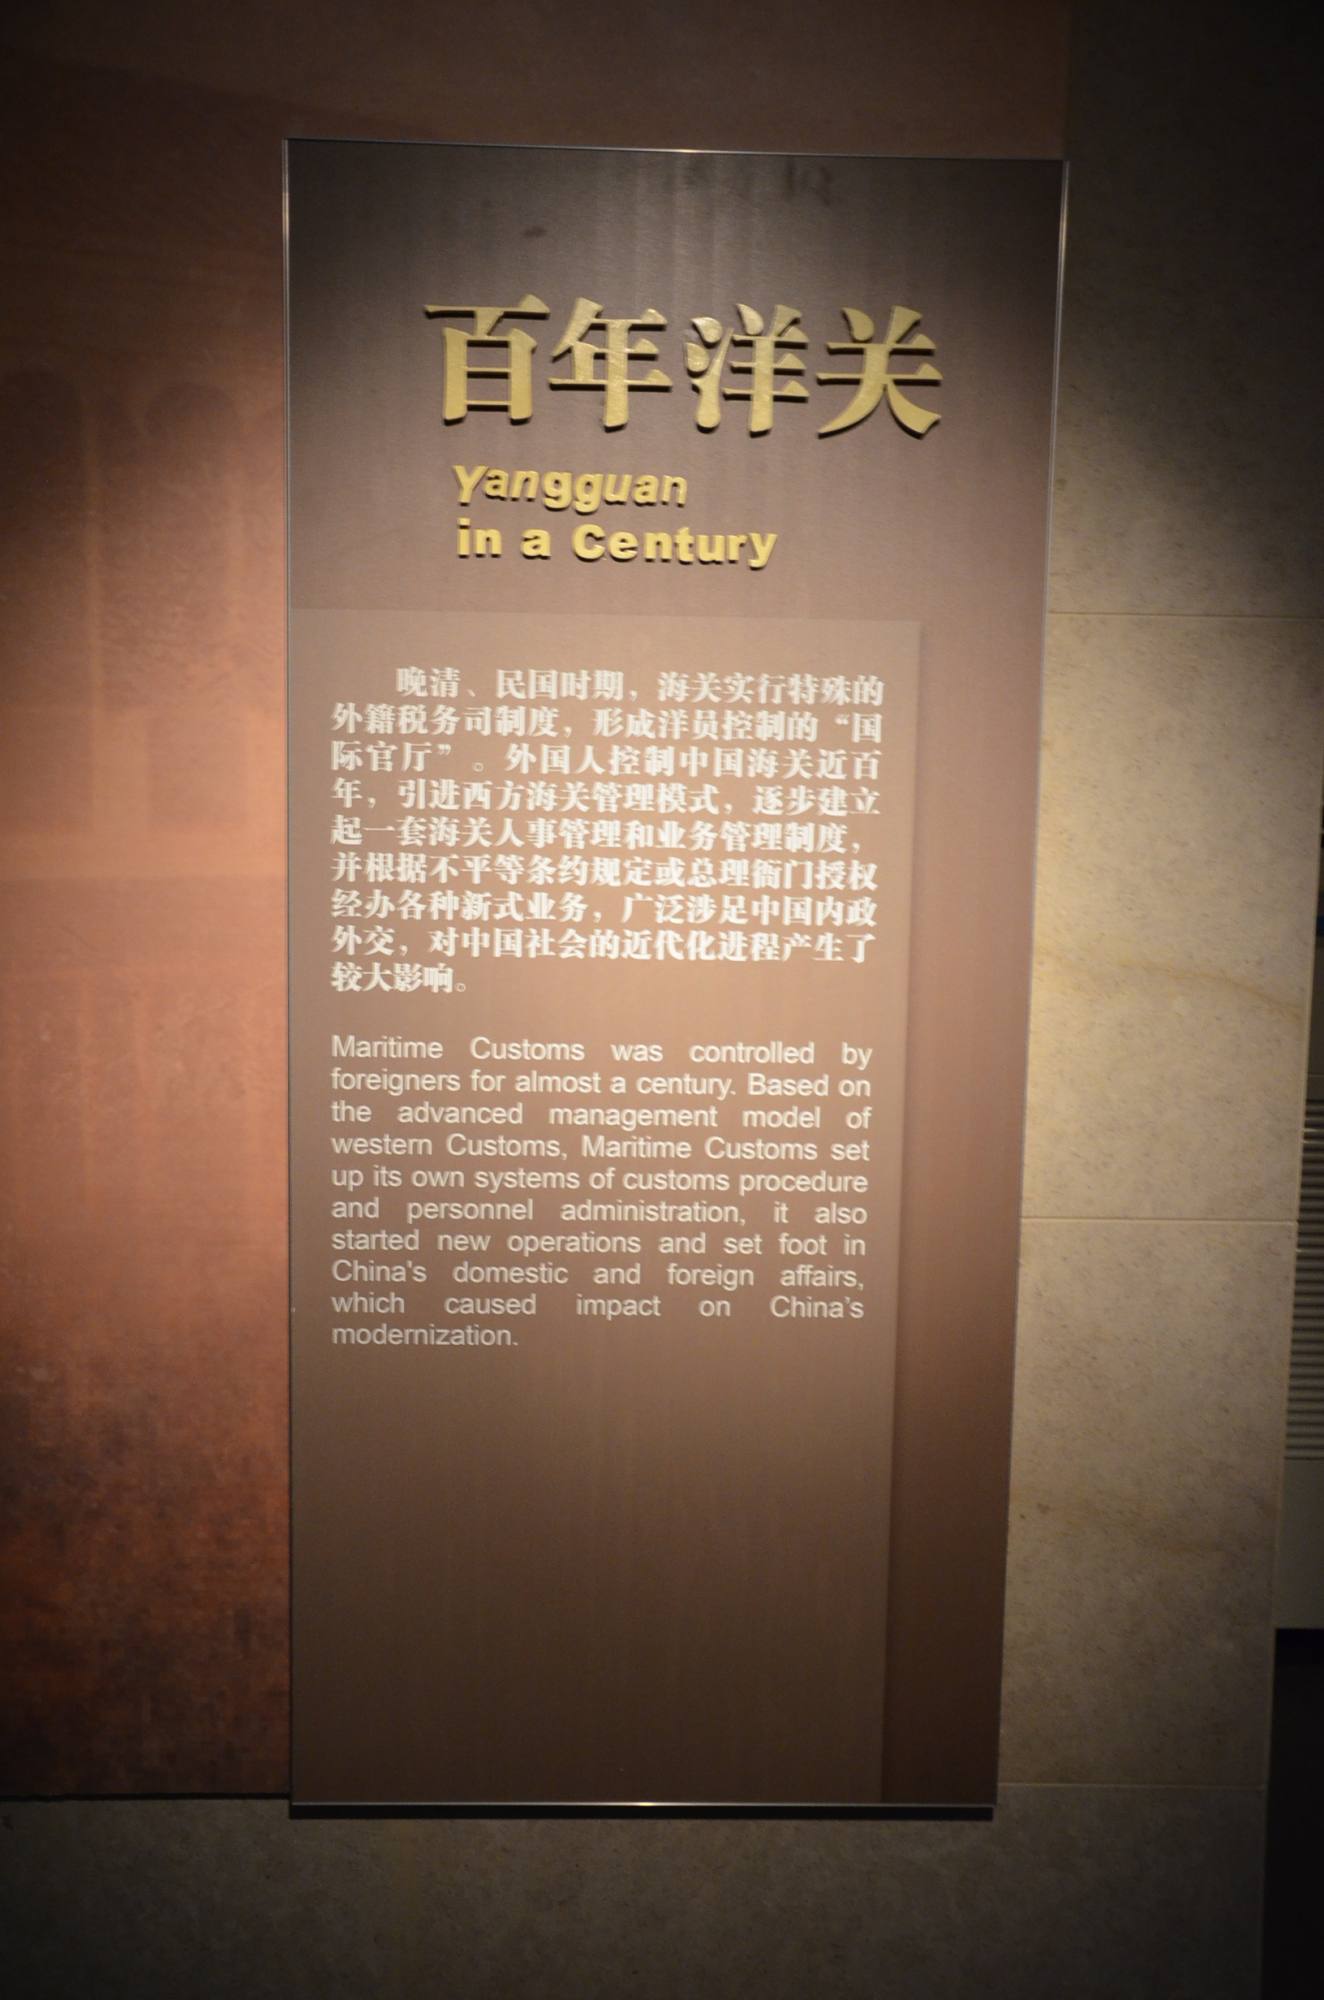 百年洋关
Yangguan
in a Century
晚清、民国时期，海关实行特殊的
外籍税务司制度，形成洋员控制的“国
际官厅”。外国人控制中国海关近百
年，引进西方海关管理模式，逐步建立
起一套海关人事管理和业务管理制度，
并根据不平等条约规定或总理衙门授权
经办各种新式业务，广泛涉足中国内政
外交，对中国社会的近代化进程产生了
较大影响。
Maritime Customs was controlled by
foreigners for almost a century. Based on
the advanced management model of
western Customs, Maritime Customs set
up its own systems of customs procedure
and personnel administration, it also
started new operations and set foot in
China's domestic and foreign affairs,
which caused impact on China's
modernization.